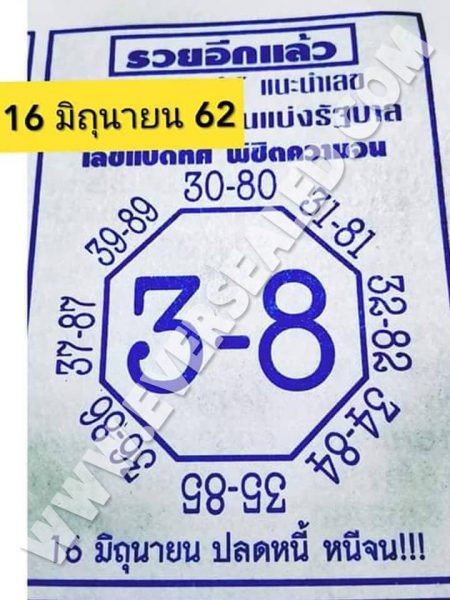 รวยอีกแล้ว
แนะนำเลข
16 มิถุนายน 62
นแบ่งรัฐบาล
เลขแปดทิศ พิชิตความจน
30-80
39-89
31-81
37-87
3-8
32-82
36-86
34-84
35-85
16 มิถุนายน ปลดหนี้ หนีจน!!!
WWW.EVERSEALED.COM